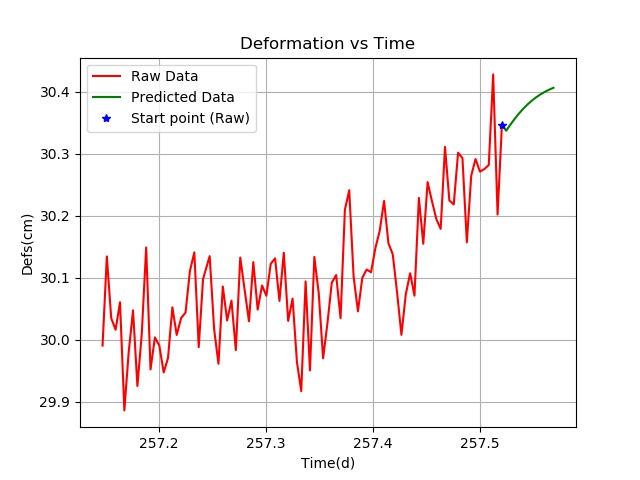 Deformation vs Time
Raw Data
Predicted Data
Start point (Raw)
30.4
30.3
30.2
30.1
30.0
29.9
Defs(cm)
257.2 257.3 257.4 257.5
Time(d)